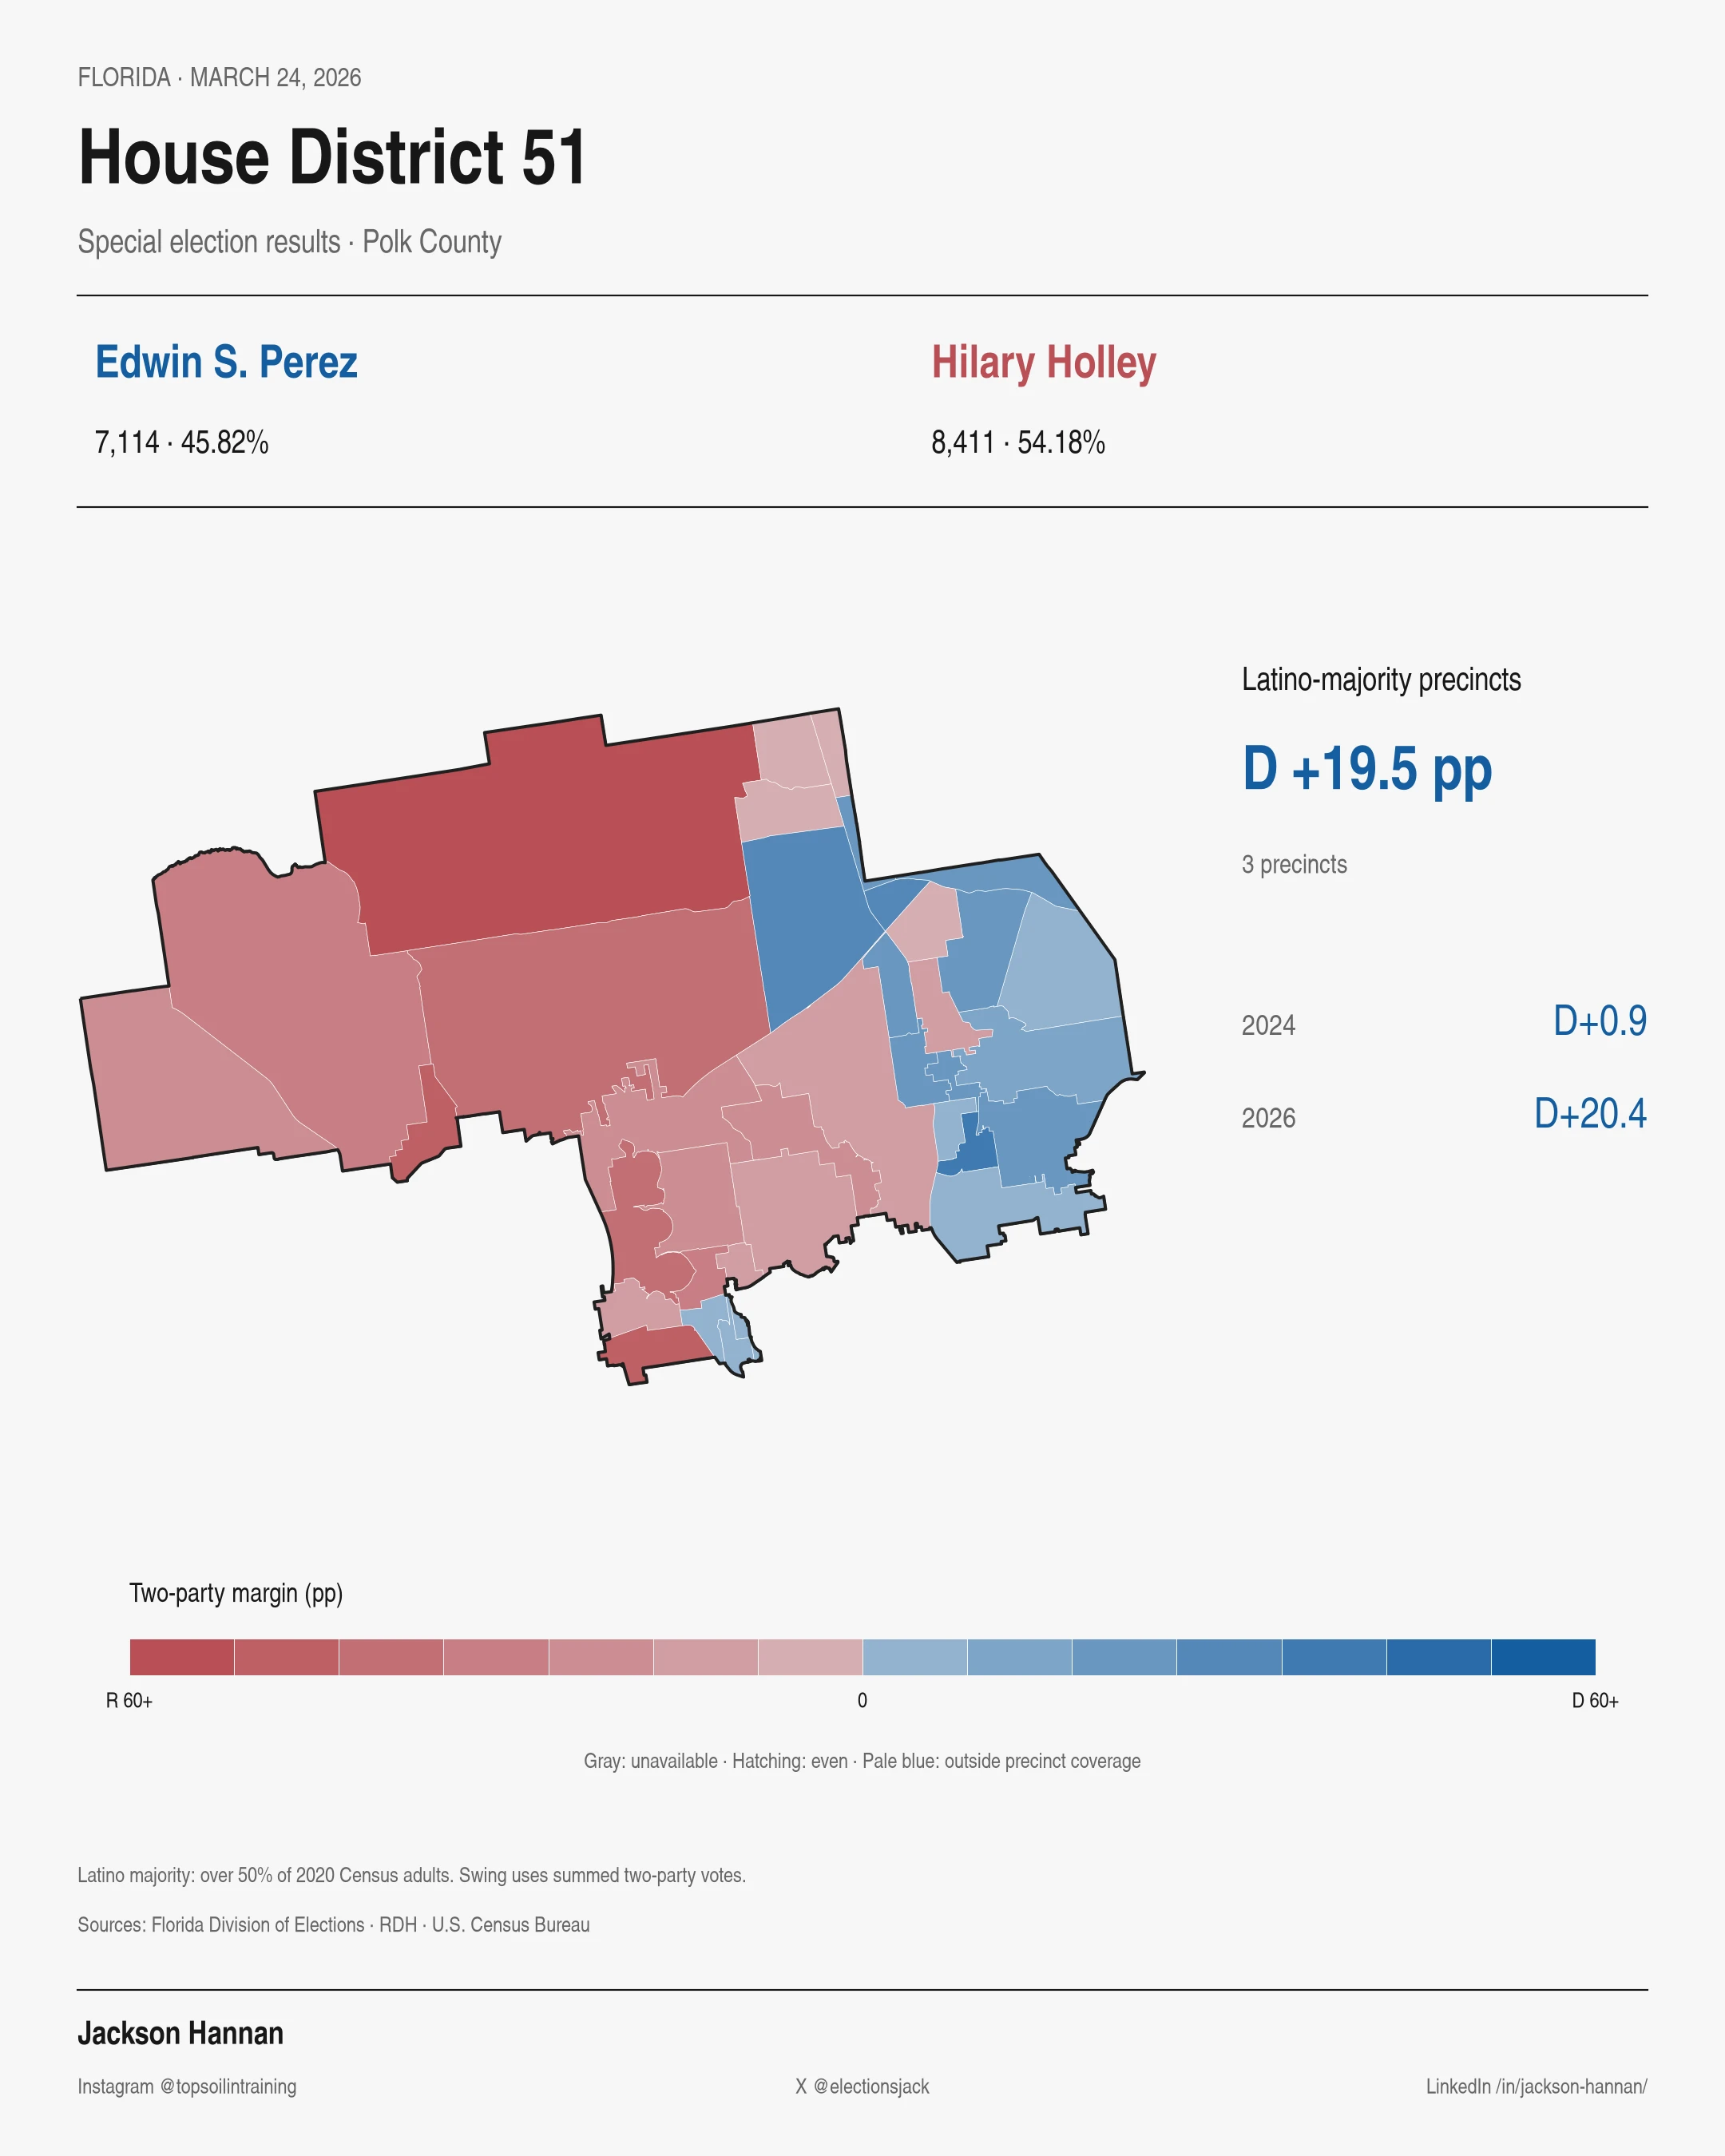 FLORIDA · MARCH 24, 2026
House District 51
Special election results · Polk County
Edwin S. Perez
7,114 · 45.82%
Hilary Holley
8,411 · 54.18%
Latino-majority precincts
D +19.5 pp
3 precincts
2024 D+0.9
2026 D+20.4
Two-party margin (pp)
R 60+ 0 D 60+
Gray: unavailable · Hatching: even · Pale blue: outside precinct coverage
Latino majority: over 50% of 2020 Census adults. Swing uses summed two-party votes.
Sources: Florida Division of Elections · RDH · U.S. Census Bureau
Jackson Hannan
Instagram @topsoilintraining X @electionsjack LinkedIn /in/jackson-hannan/